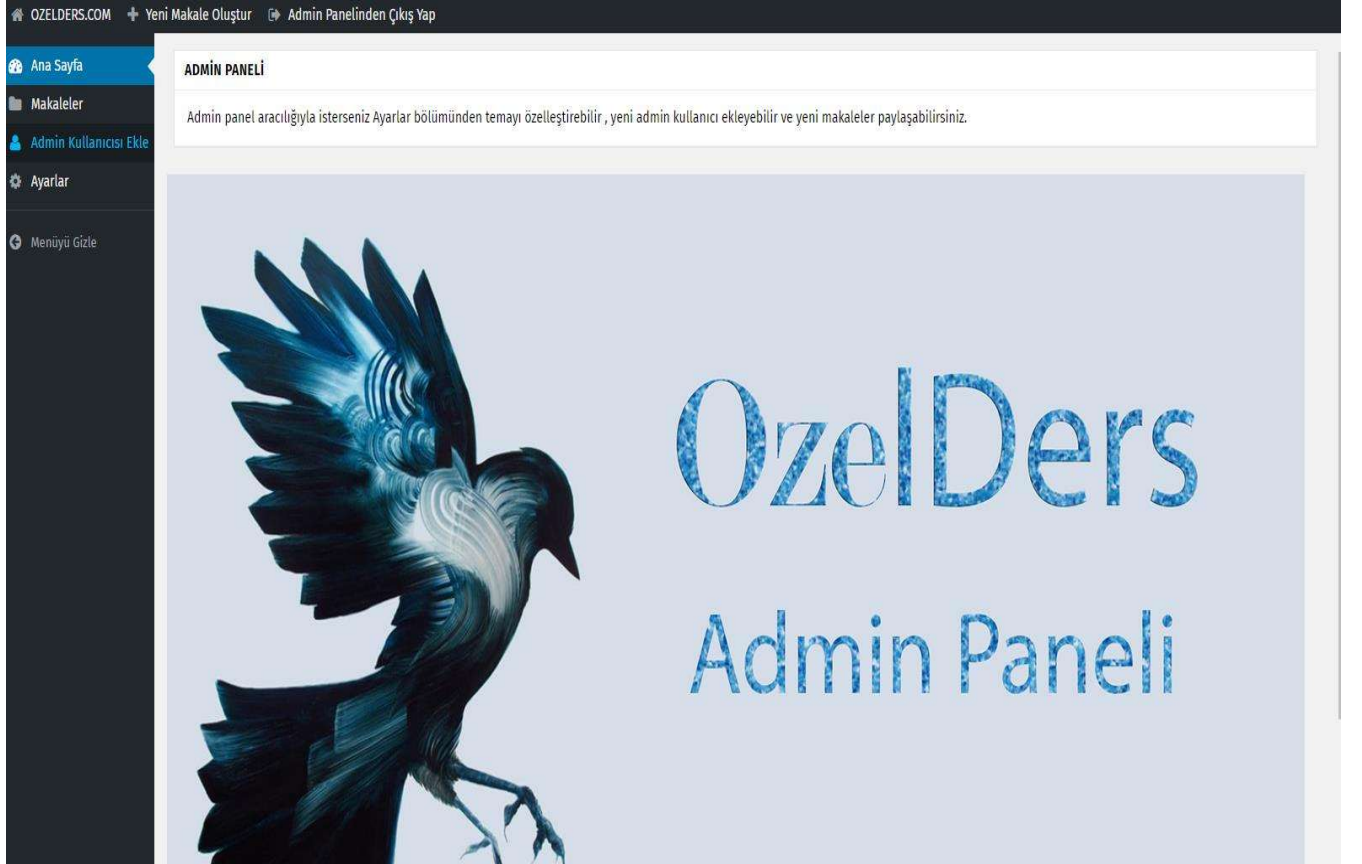 OZELDERS.COM Yeni Makale Oluştur Admin Panelinden Çıkış Yap
Ana Sayfa
Makaleler
Admin Kullanıcısı Ekle
Ayarlar
Menüyü Gizle
ADMİN PANELİ
Admin panel aracılığıyla isterseniz Ayarlar bölümünden temayı özelleştirebilir , yeni admin kullanıcı ekleyebilir ve yeni makaleler paylaşabilirsiniz.
OzelDers
Admin Paneli